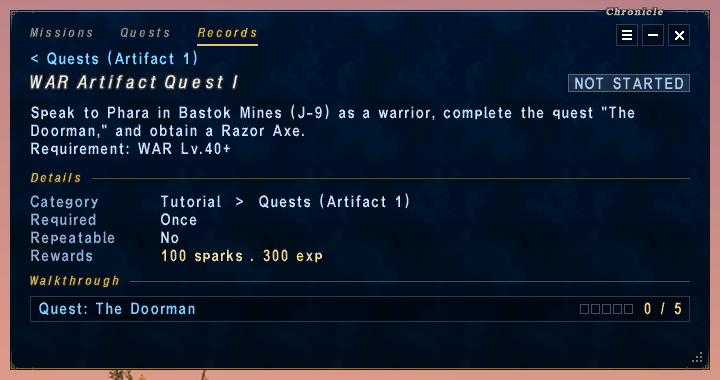 Chronicle
Missions Quests Records
< Quests (Artifact 1)
WAR Artifact Quest I NOT STARTED
Speak to Phara in Bastok Mines (J-9) as a warrior, complete the quest "The
Doorman," and obtain a Razor Axe.
Requirement: WAR Lv.40+
Details
Category Tutorial > Quests (Artifact 1)
Required Once
Repeatable No
Rewards 100 sparks . 300 exp
Walkthrough
Quest: The Doorman 0 / 5